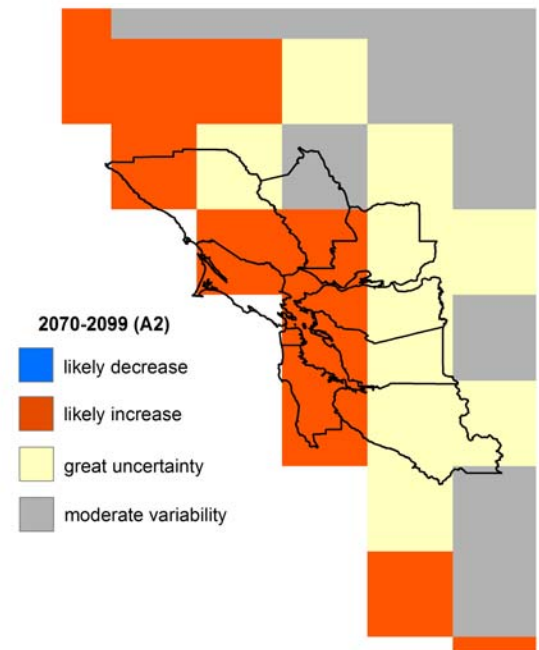 2070-2099 (A2)
likely decrease
likely increase
great uncertainty
moderate variability